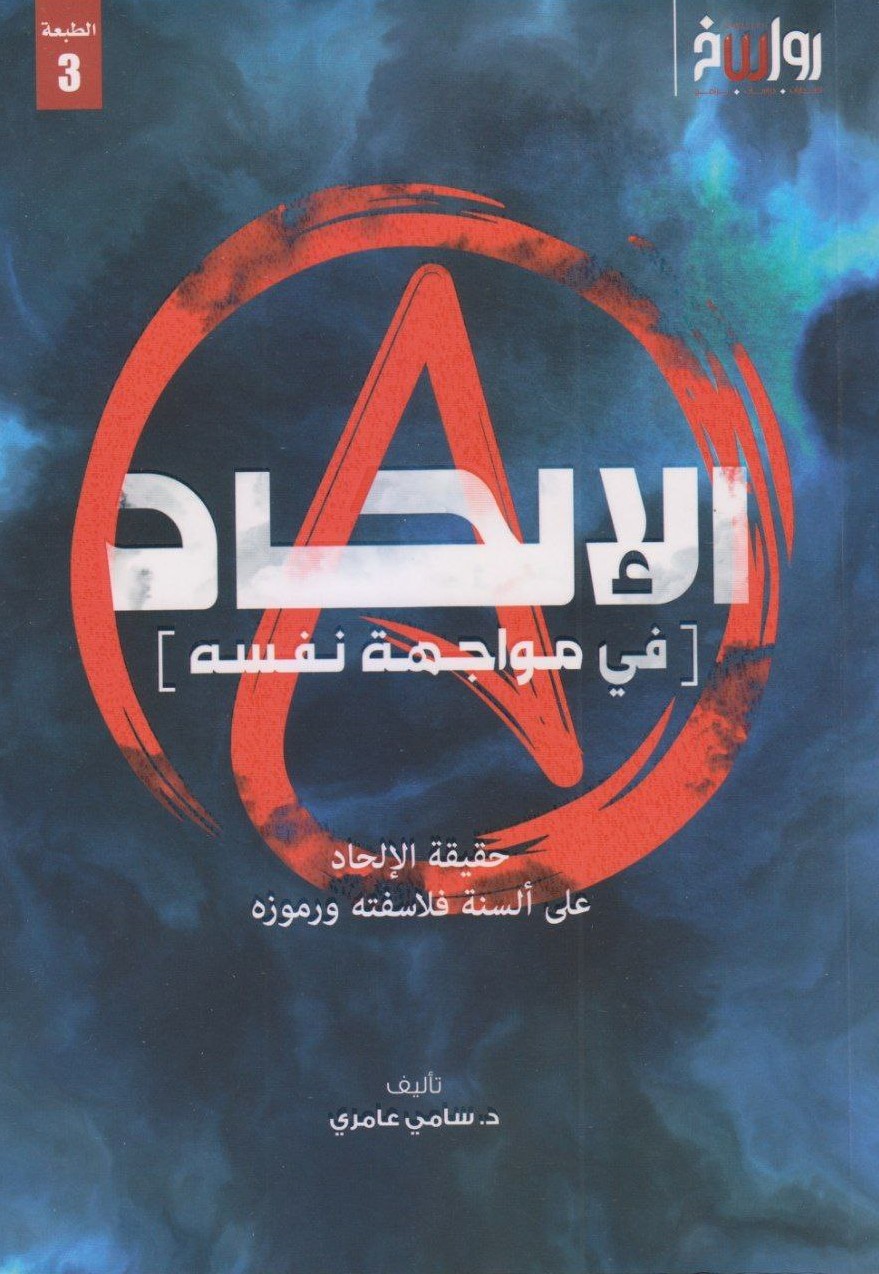 الطبعة
3
رواسخ
A
الإلحاد
[ في مواجهة نفسه ]
حقيقة الإلحاد
على ألسنة فلاسفته ورموزه
تأليف
د. سامي عامري